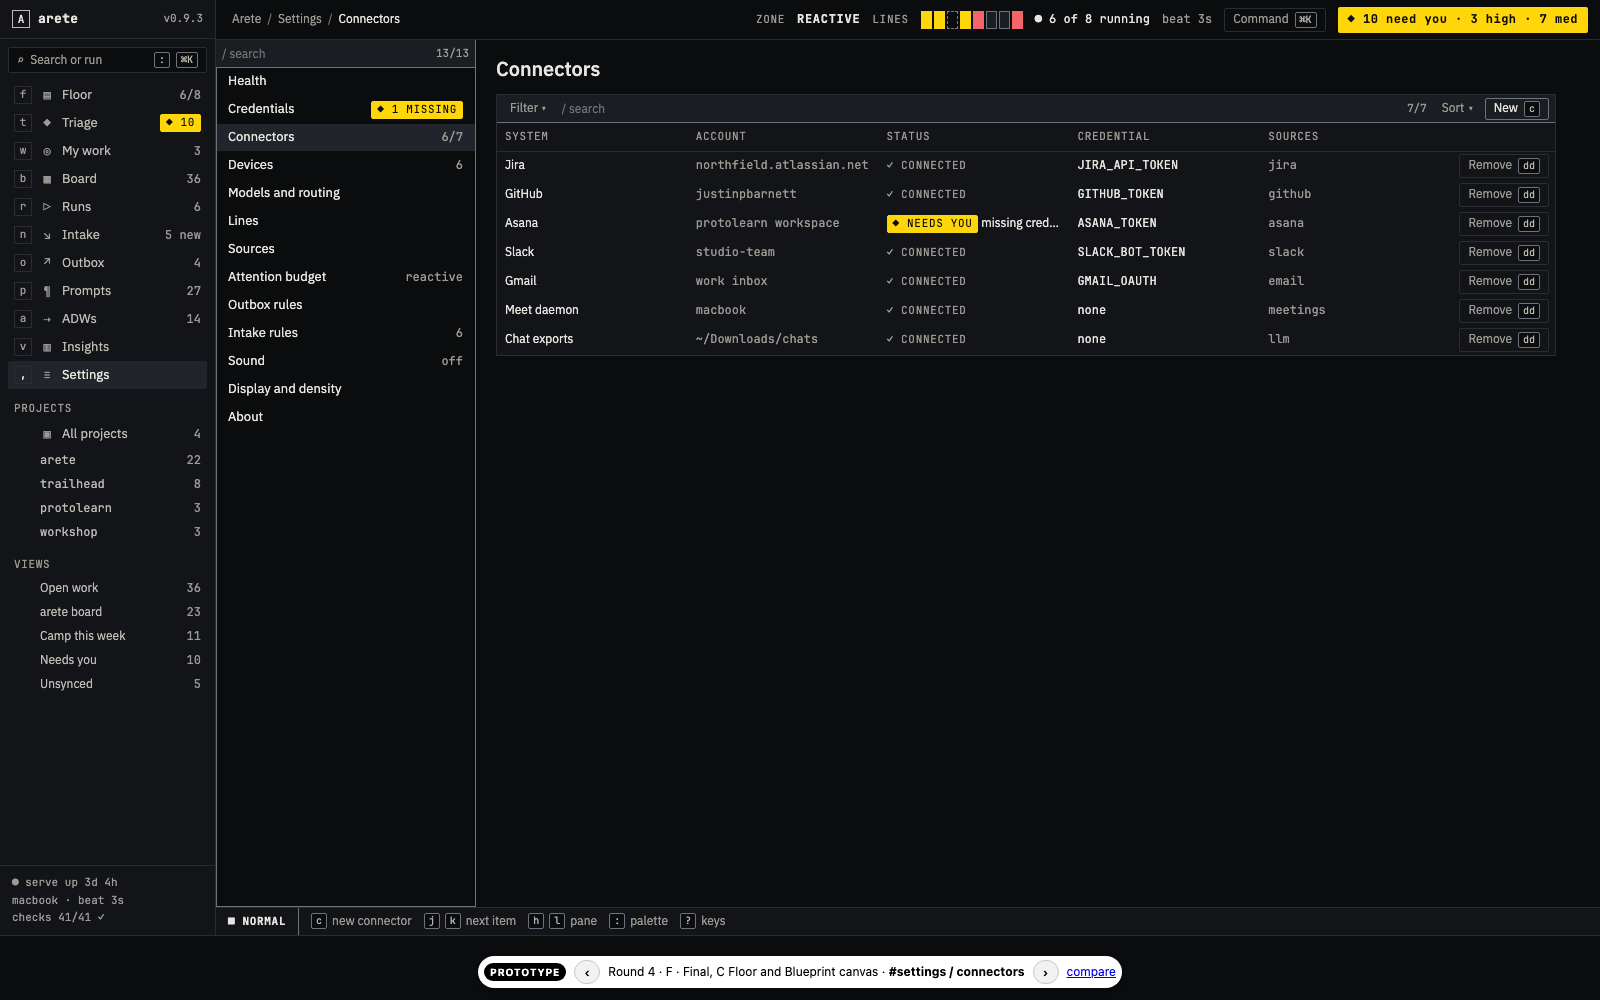 A arete v0.9.3
Search or run : ⌘K
f Floor 6/8
t Triage ◆ 10
w My work 3
b Board 36
r Runs 6
n Intake 5 new
o Outbox 4
p ¶ Prompts 27
a ADWs 14
v Insights
, Settings
PROJECTS
All projects 4
arete 22
trailhead 8
protolearn 3
workshop 3
VIEWS
Open work 36
arete board 23
Camp this week 11
Needs you 10
Unsynced 5
● serve up 3d 4h
macbook · beat 3s
checks 41/41 ✓
Arete / Settings / Connectors
ZONE REACTIVE LINES ● 6 of 8 running beat 3s Command ⌘K ◆ 10 need you · 3 high · 7 med
/ search 13/13
Health
Credentials ◆ 1 MISSING
Connectors 6/7
Devices 6
Models and routing
Lines
Sources
Attention budget reactive
Outbox rules
Intake rules 6
Sound off
Display and density
About
Connectors
Filter ▾ / search 7/7 Sort ▾ New c
SYSTEM ACCOUNT STATUS CREDENTIAL SOURCES
Jira northfield.atlassian.net ✓ CONNECTED JIRA_API_TOKEN jira Remove dd
GitHub justinpbarnett ✓ CONNECTED GITHUB_TOKEN github Remove dd
Asana protolearn workspace ◆ NEEDS YOU missing cred… ASANA_TOKEN asana Remove dd
Slack studio-team ✓ CONNECTED SLACK_BOT_TOKEN slack Remove dd
Gmail work inbox ✓ CONNECTED GMAIL_OAUTH email Remove dd
Meet daemon macbook ✓ CONNECTED none meetings Remove dd
Chat exports ~/Downloads/chats ✓ CONNECTED none llm Remove dd
■ NORMAL c new connector j k next item h l pane : palette ? keys
PROTOTYPE ‹ Round 4 · F · Final, C Floor and Blueprint canvas · #settings / connectors › compare